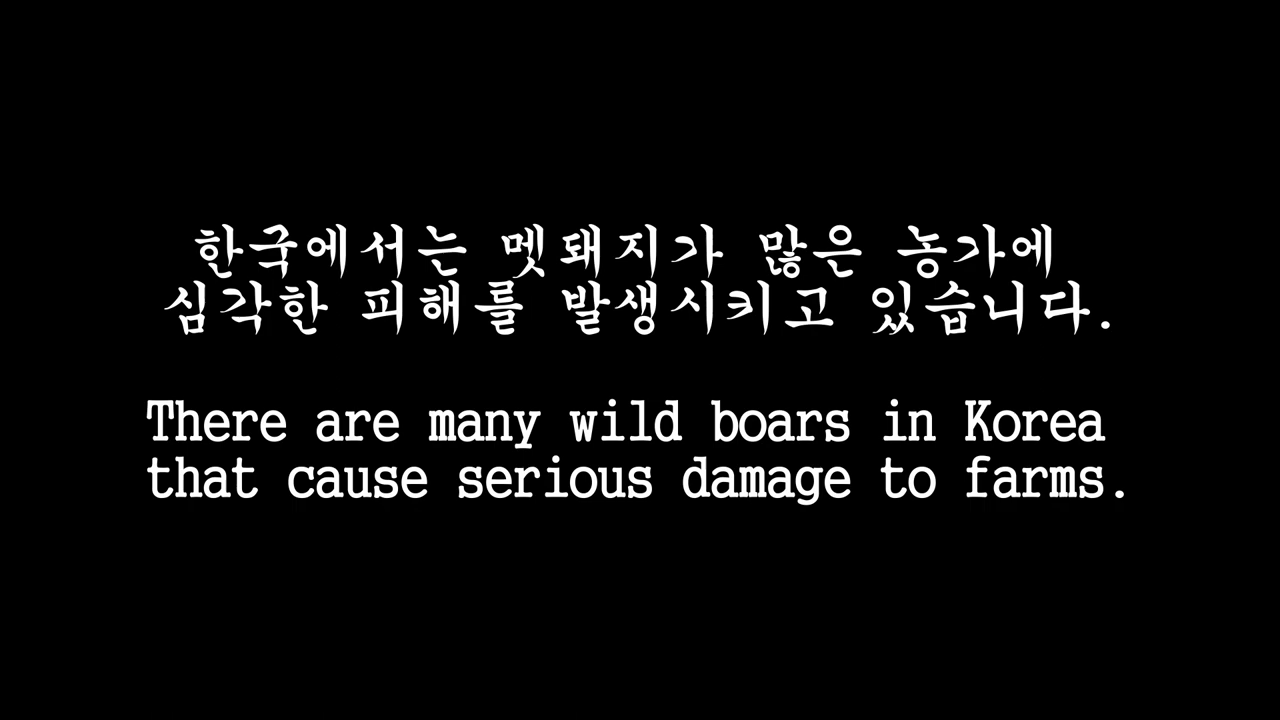 한국에서는 멧돼지가 많은 농가에
심각한 피해를 발생시키고 있습니다.
There are many wild boars in Korea
that cause serious damage to farms.